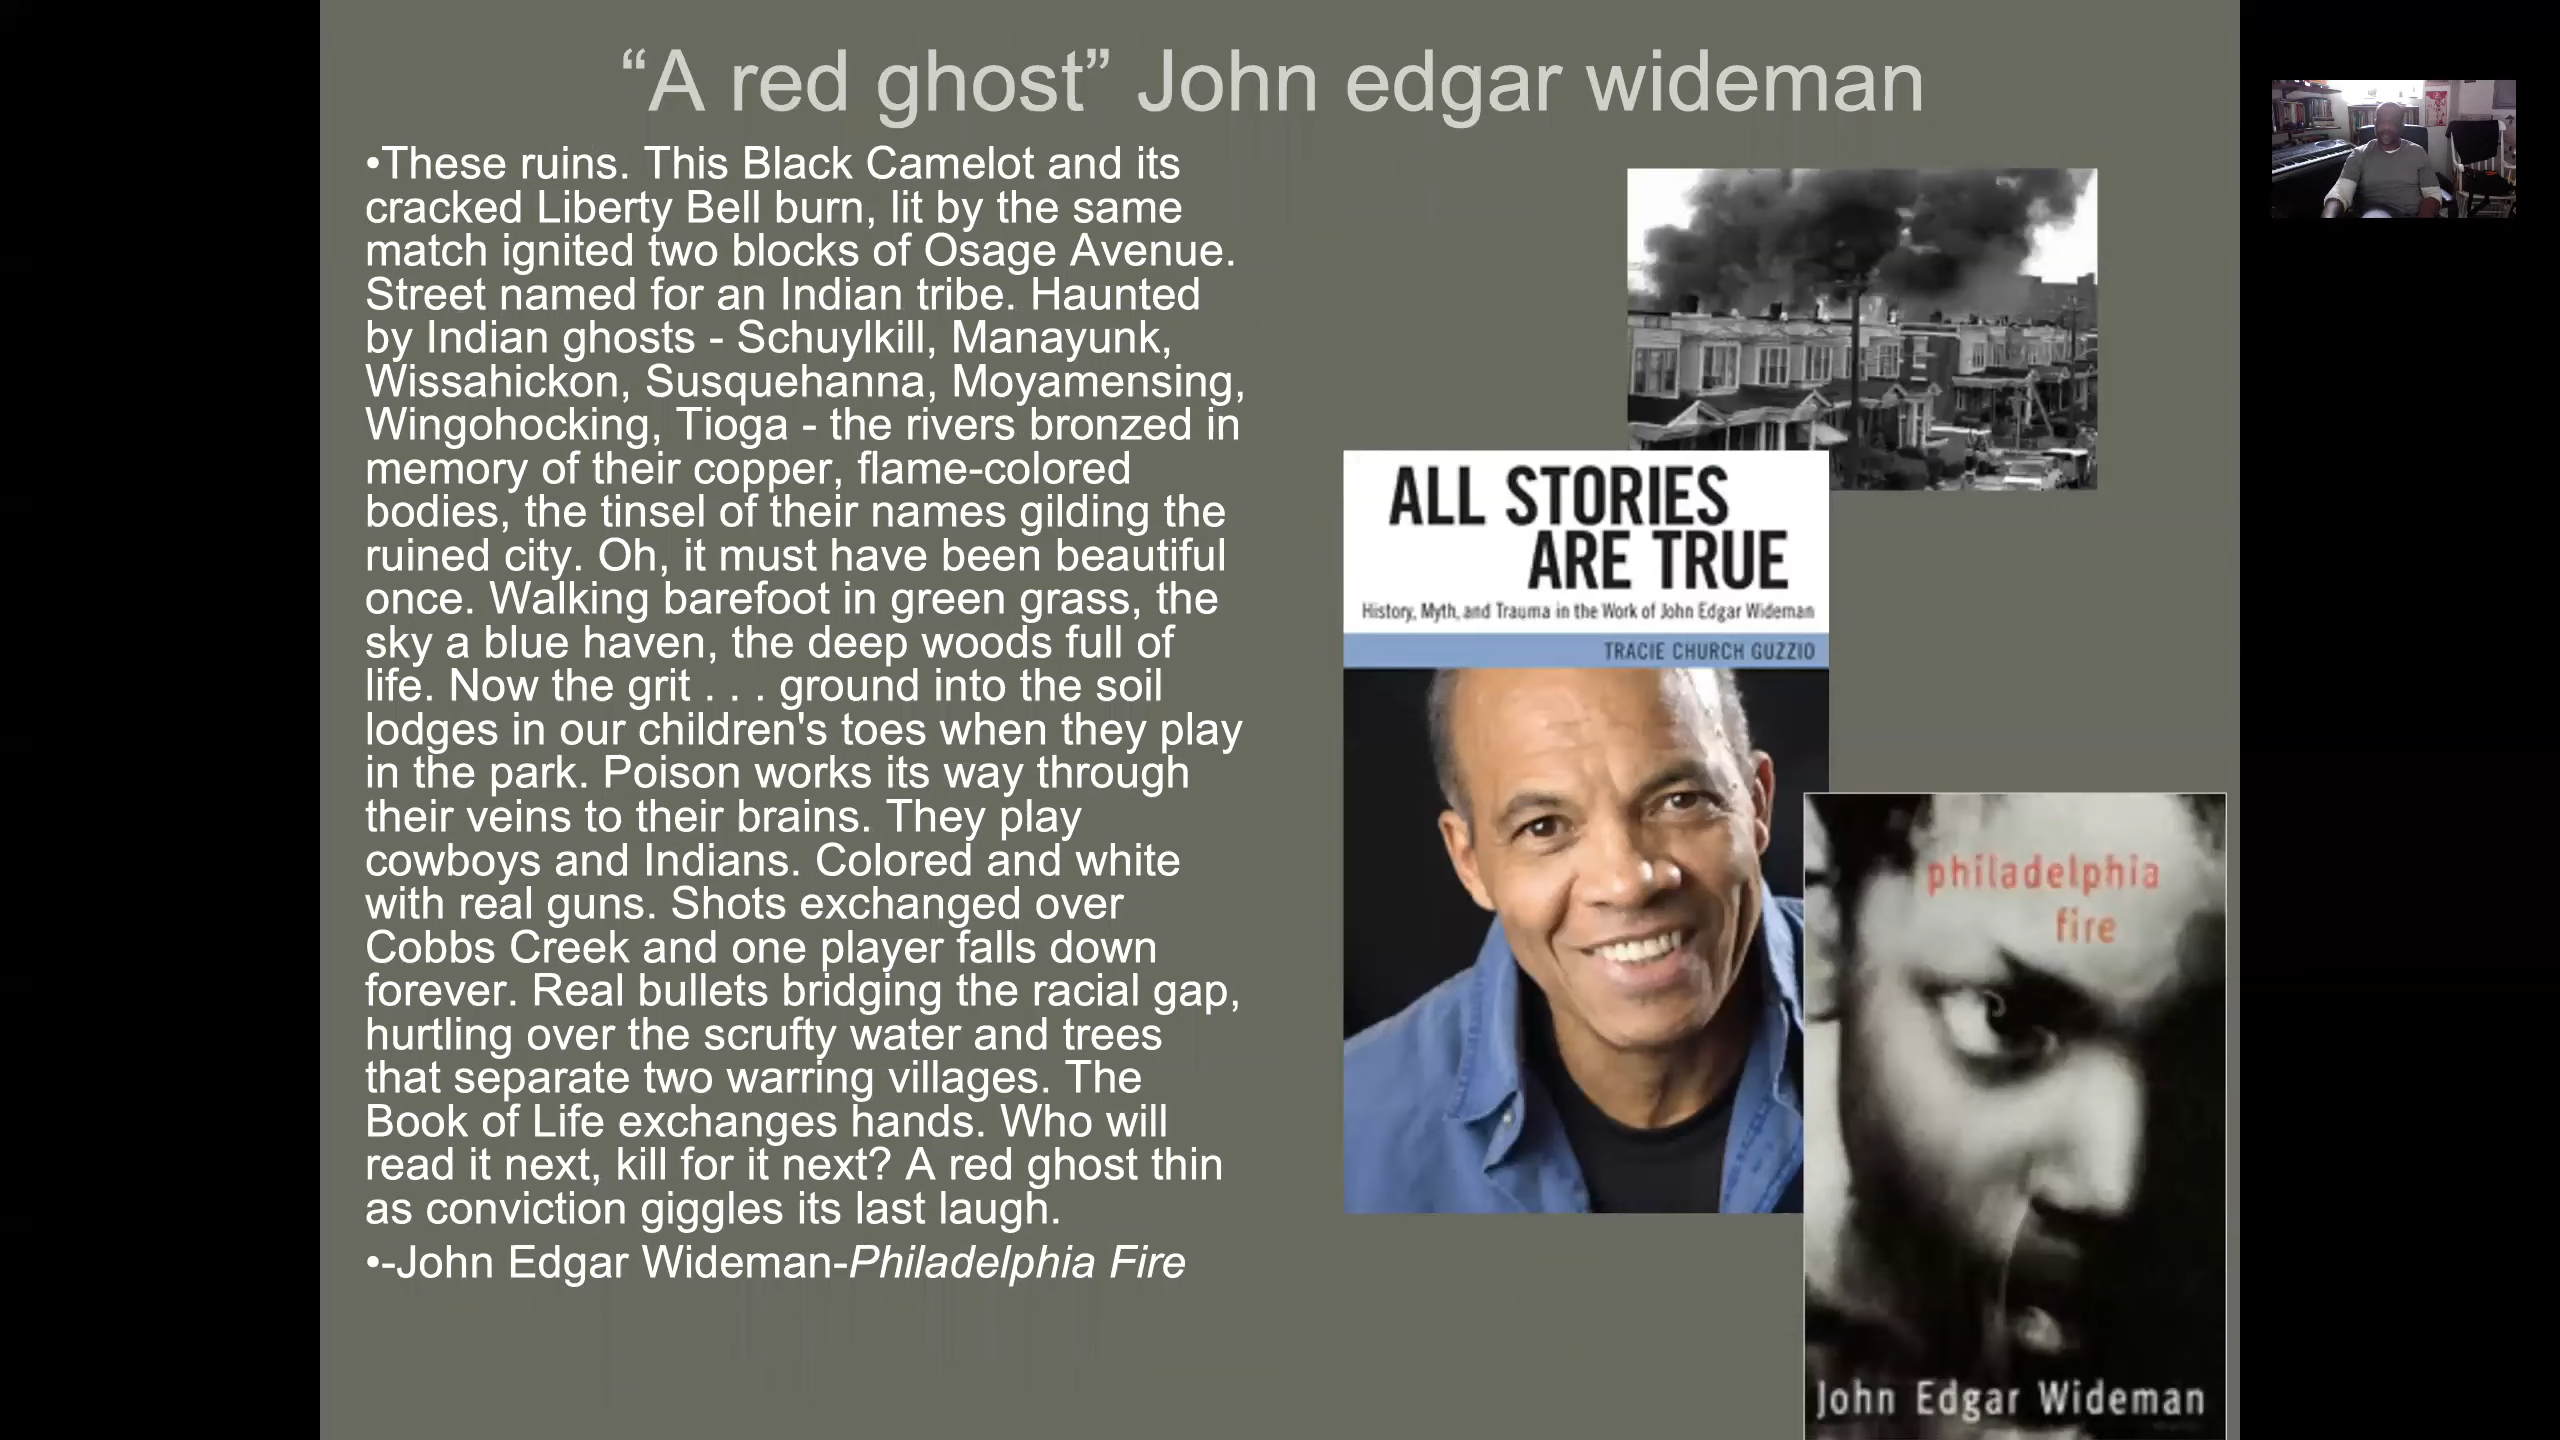 “A red ghost” John edgar wideman
•These ruins. This Black Camelot and its
cracked Liberty Bell burn, lit by the same
match ignited two blocks of Osage Avenue.
Street named for an Indian tribe. Haunted
by Indian ghosts - Schuylkill, Manayunk,
Wissahickon, Susquehanna, Moyamensing,
Wingohocking, Tioga - the rivers bronzed in
memory of their copper, flame-colored
bodies, the tinsel of their names gilding the
ruined city. Oh, it must have been beautiful
once. Walking barefoot in green grass, the
sky a blue haven, the deep woods full of
life. Now the grit . . . ground into the soil
lodges in our children's toes when they play
in the park. Poison works its way through
their veins to their brains. They play
cowboys and Indians. Colored and white
with real guns. Shots exchanged over
Cobbs Creek and one player falls down
forever. Real bullets bridging the racial gap,
hurtling over the scrufty water and trees
that separate two warring villages. The
Book of Life exchanges hands. Who will
read it next, kill for it next? A red ghost thin
as conviction giggles its last laugh.
•-John Edgar Wideman-Philadelphia Fire
ALL STORIES
ARE TRUE
History, Myth, and Trauma in the Work of John Edgar Wideman
TRACIE CHURCH GUZZIO
philadelphia
fire
John Edgar Wideman